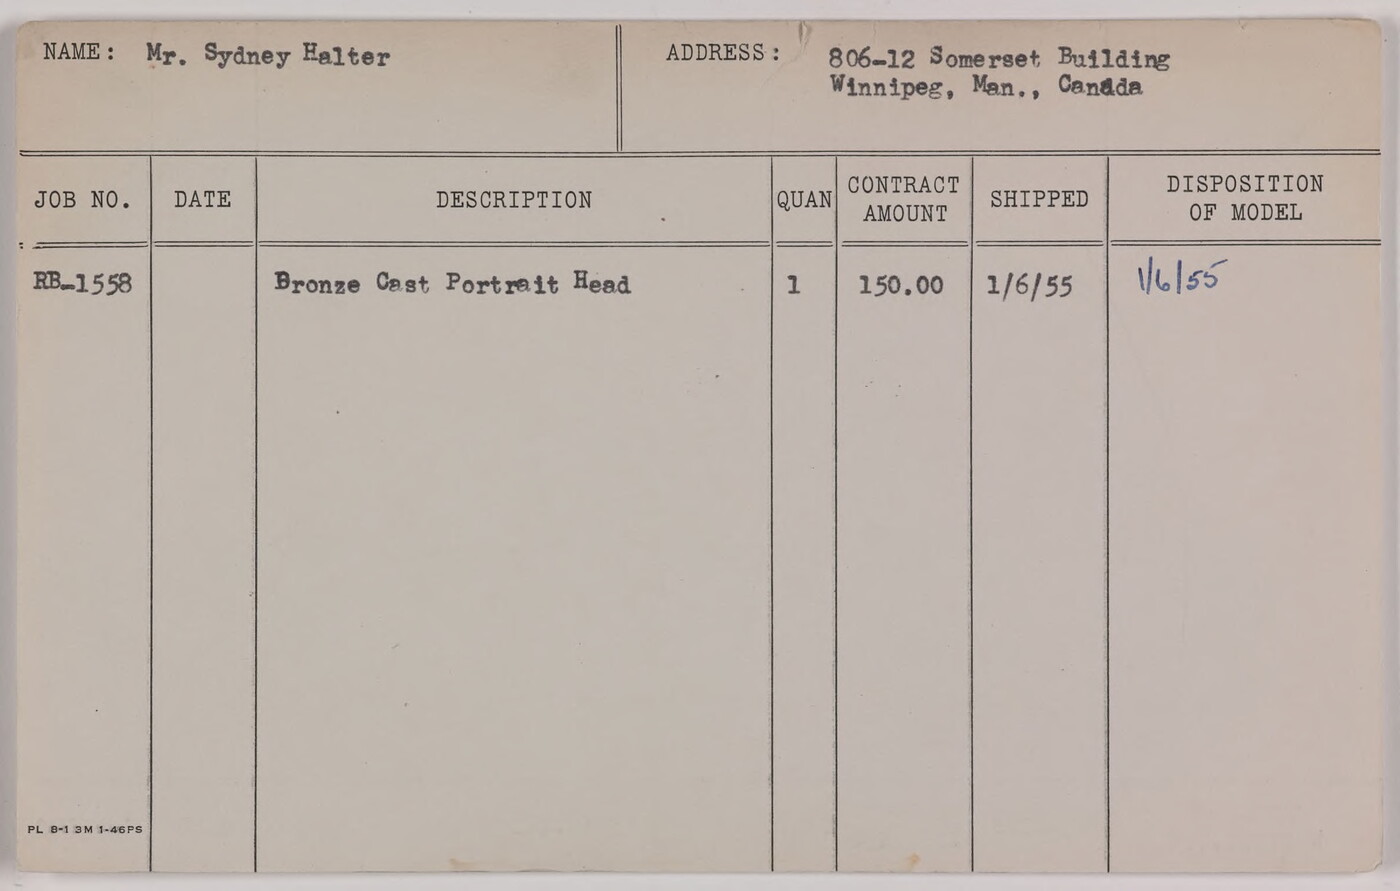 NAME: Mr. Sydney Halter
ADDRESS: 806-12 Somerset Building
Winnipeg, Man., Canada
JOB NO. DATE DESCRIPTION QUAN CONTRACT AMOUNT SHIPPED DISPOSITION OF MODEL
RB-1558 Bronze Cast Portrait Head 1 150.00 1/6/55 1/6/55
PL 8-1 3M 1-46PS